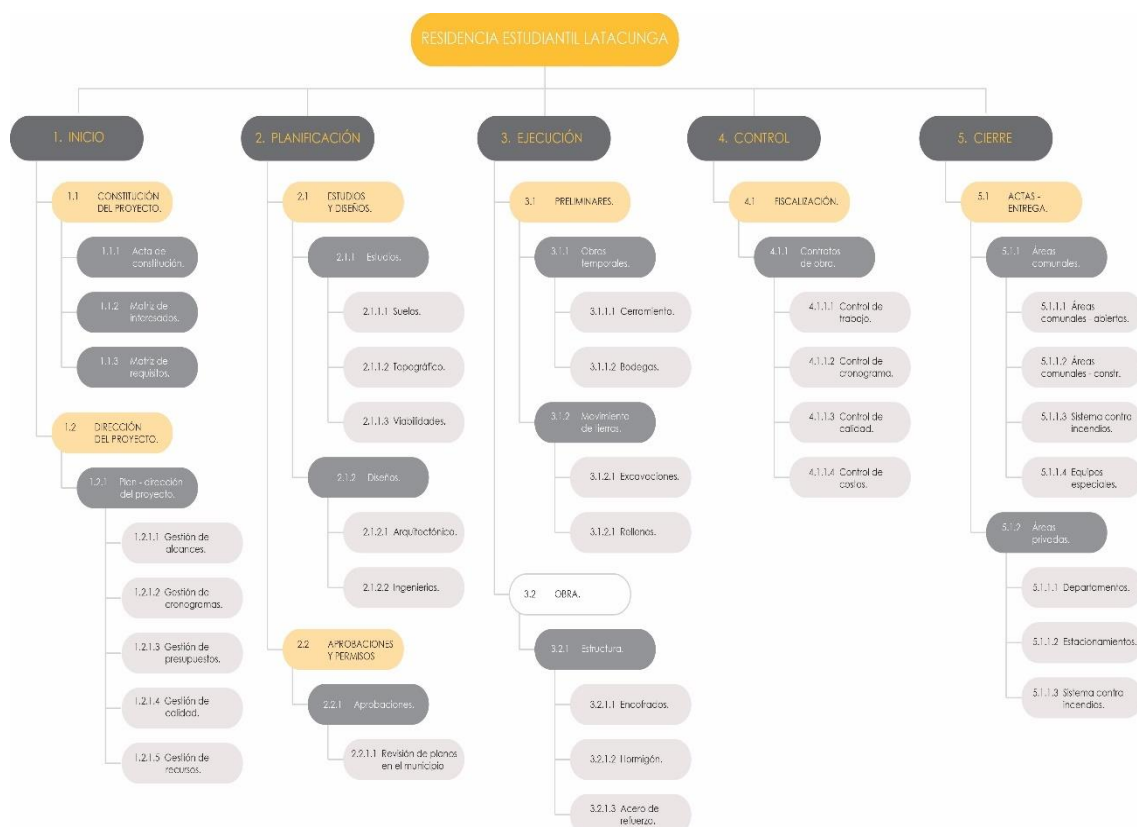 RESIDENCIA ESTUDIANTIL LATACUNGA
1. INICIO
1.1 CONSTITUCIÓN
DEL PROYECTO.
1.1.1 Acta de
constitución.
1.1.2 Matriz de
interesados.
1.1.3 Matriz de
requisitos.
1.2 DIRECCIÓN
DEL PROYECTO.
1.2.1 Plan - dirección
del proyecto.
1.2.1.1 Gestión de
alcances.
1.2.1.2 Gestión de
cronogramas.
1.2.1.3 Gestión de
presupuestos.
1.2.1.4 Gestión de
calidad.
1.2.1.5 Gestión de
recursos.
2. PLANIFICACIÓN
2.1 ESTUDIOS
Y DISEÑOS.
2.1.1 Estudios.
2.1.1.1 Suelos.
2.1.1.2 Topográfico.
2.1.1.3 Viabilidades.
2.1.2 Diseños.
2.1.2.1 Arquitectónico.
2.1.2.2 Ingenierías.
2.2 APROBACIONES
Y PERMISOS
2.2.1 Aprobaciones.
2.2.1.1 Revisión de planos
en el municipio
3. EJECUCIÓN
3.1 PRELIMINARES.
3.1.1 Obras
temporales.
3.1.1.1 Cerramiento.
3.1.1.2 Bodegas.
3.1.2 Movimiento
de tierras.
3.1.2.1 Excavaciones.
3.1.2.1 Rellenos.
3.2 OBRA.
3.2.1 Estructura.
3.2.1.1 Encofrados.
3.2.1.2 Hormigón.
3.2.1.3 Acero de
refuerzo.
4. CONTROL
4.1 FISCALIZACIÓN.
4.1.1 Contratos
de obra.
4.1.1.1 Control de
trabajo.
4.1.1.2 Control de
cronograma.
4.1.1.3 Control de
calidad.
4.1.1.4 Control de
costos.
5. CIERRE
5.1 ACTAS -
ENTREGA.
5.1.1 Áreas
comunales.
5.1.1.1 Áreas
comunales - abiertas.
5.1.1.2 Áreas
comunales - constr.
5.1.1.3 Sistema contra
incendios.
5.1.1.4 Equipos
especiales.
5.1.2 Áreas
privadas.
5.1.1.1 Departamentos.
5.1.1.2 Estacionamientos.
5.1.1.3 Sistema contra
incendios.